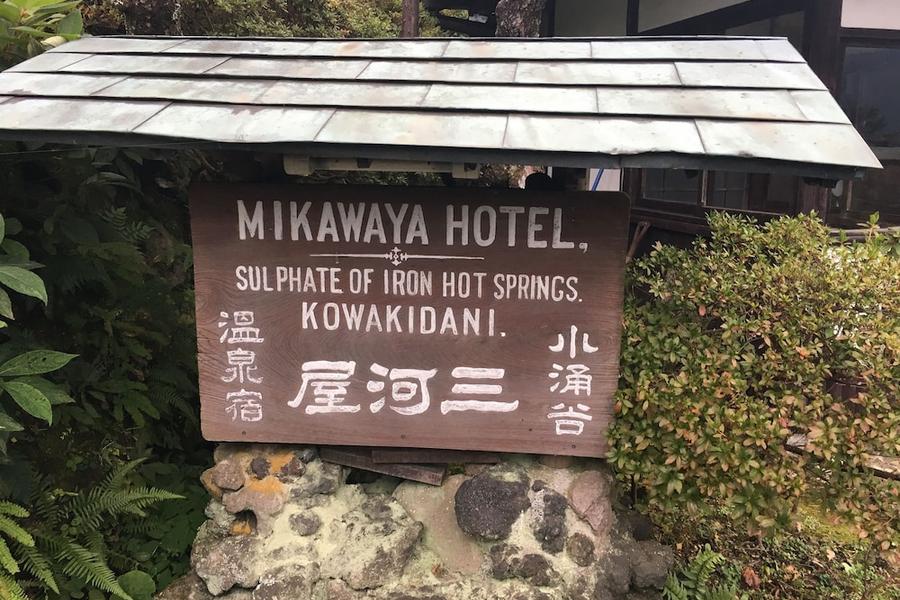 MIKAWAYA HOTEL,
SULPHATE OF IRON HOT SPRINGS.
KOWAKIDANI.
小涌谷
屋河三
温泉宿